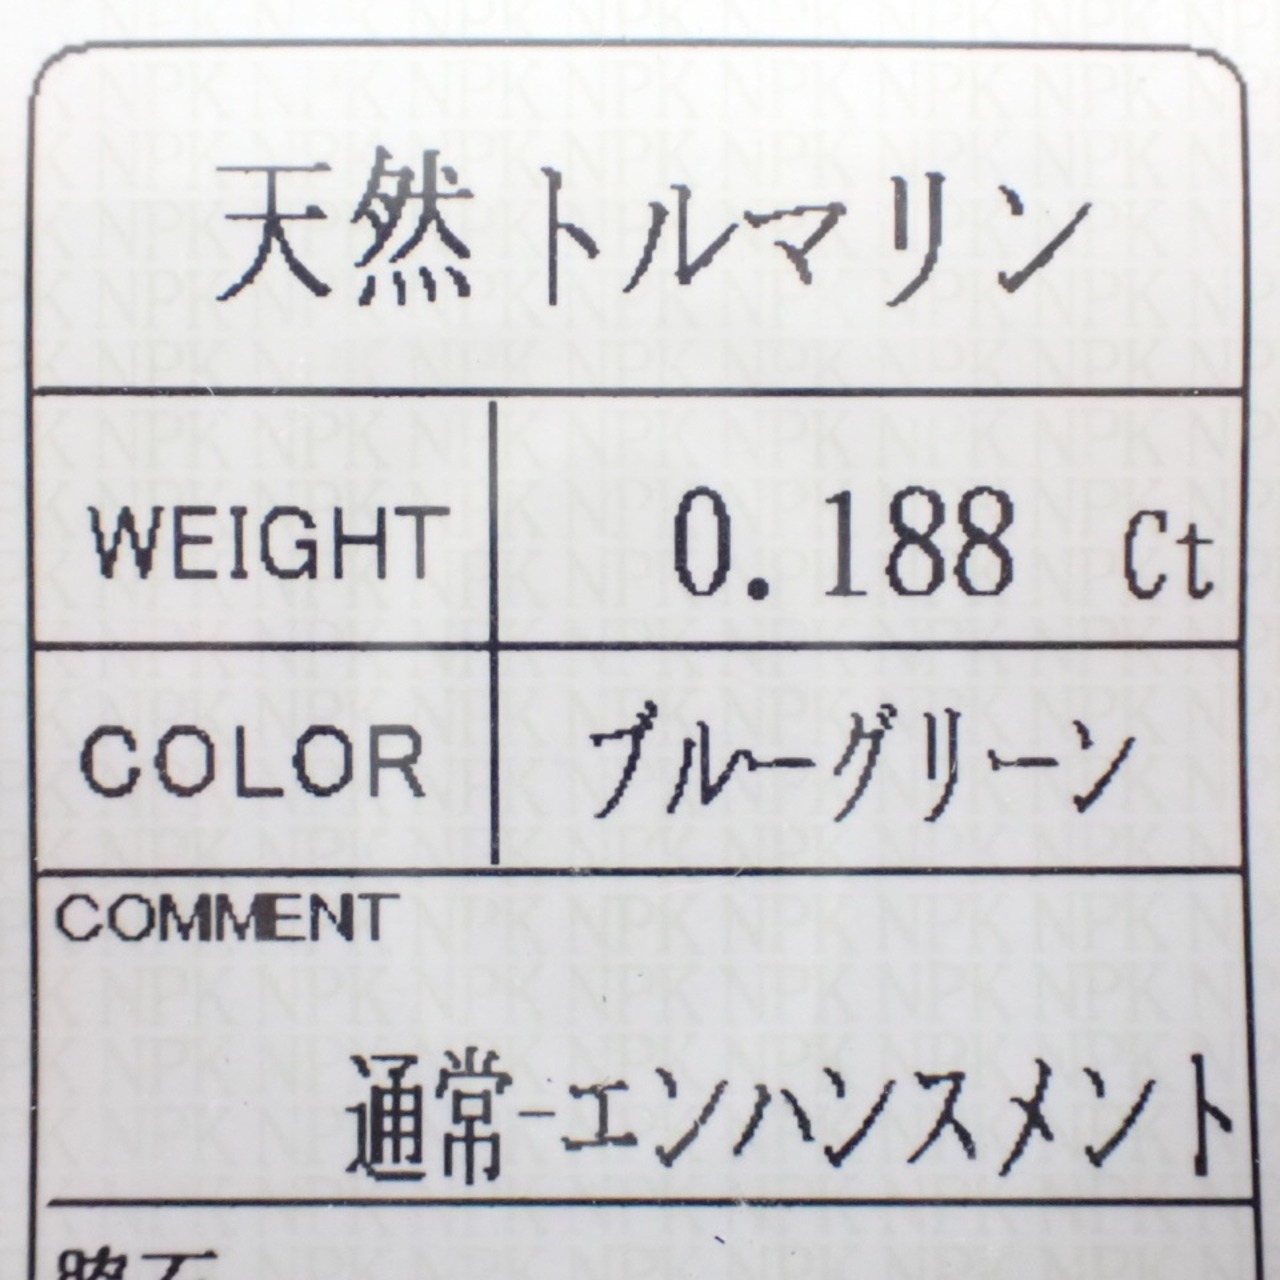 天然トルマリン
WEIGHT 0.188 Ct
COLOR ブルーグリーン
COMMENT
通常-エンハンスメント